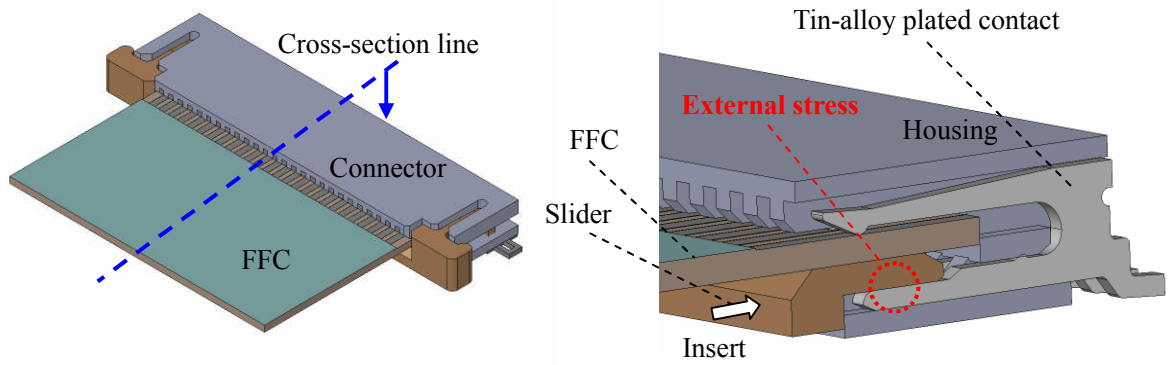 Cross-section line
Connector
FFC
Tin-alloy plated contact
External stress
Housing
FFC
Slider
Insert